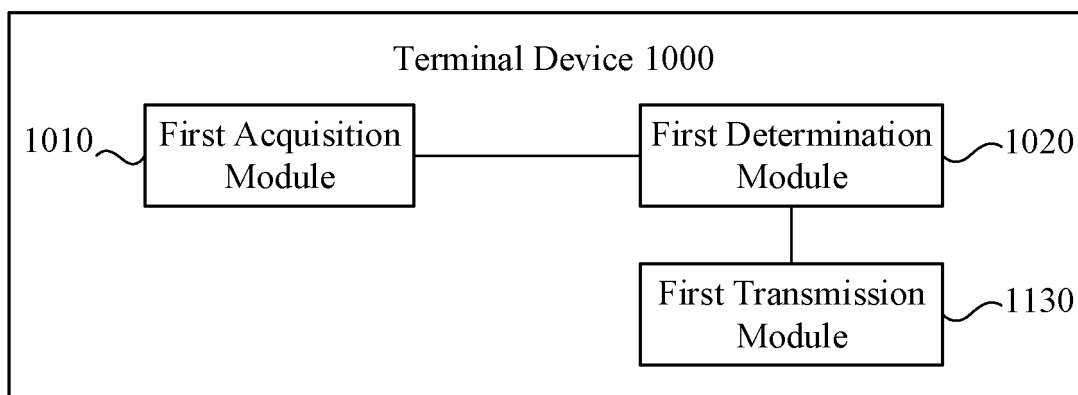 Terminal Device 1000
1010
First Acquisition
Module
First Determination
Module
1020
First Transmission
Module
1130